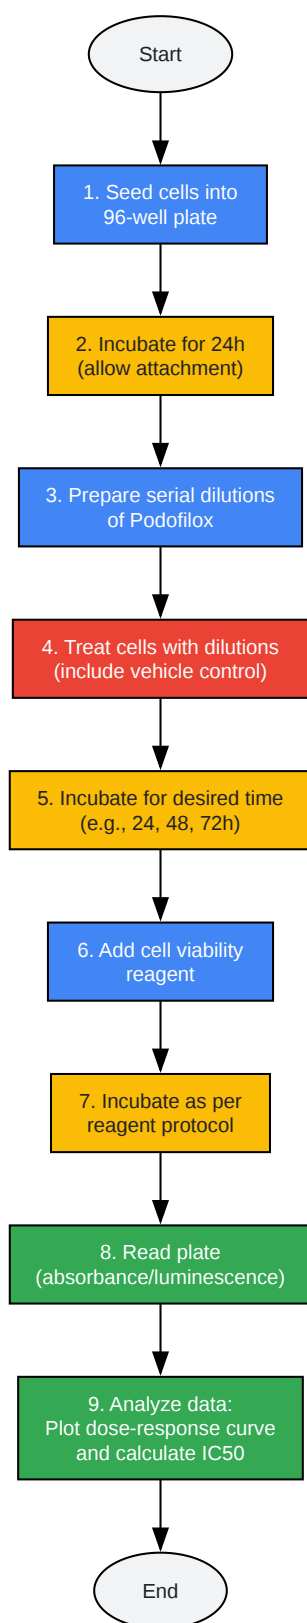 Start
1. Seed cells into
96-well plate
2. Incubate for 24h
(allow attachment)
3. Prepare serial dilutions
of Podofilox
4. Treat cells with dilutions
(include vehicle control)
5. Incubate for desired time
(e.g., 24, 48, 72h)
6. Add cell viability
reagent
7. Incubate as per
reagent protocol
8. Read plate
(absorbance/luminescence)
9. Analyze data:
Plot dose-response curve
and calculate IC50
End